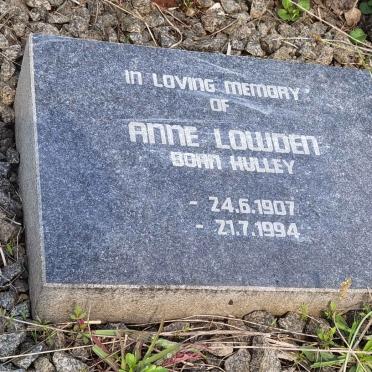 IN LOVING MEMORY
OF
ANNE LOWDEN
BORN HULLEY
- 24.6.1907
- 21.7.1994